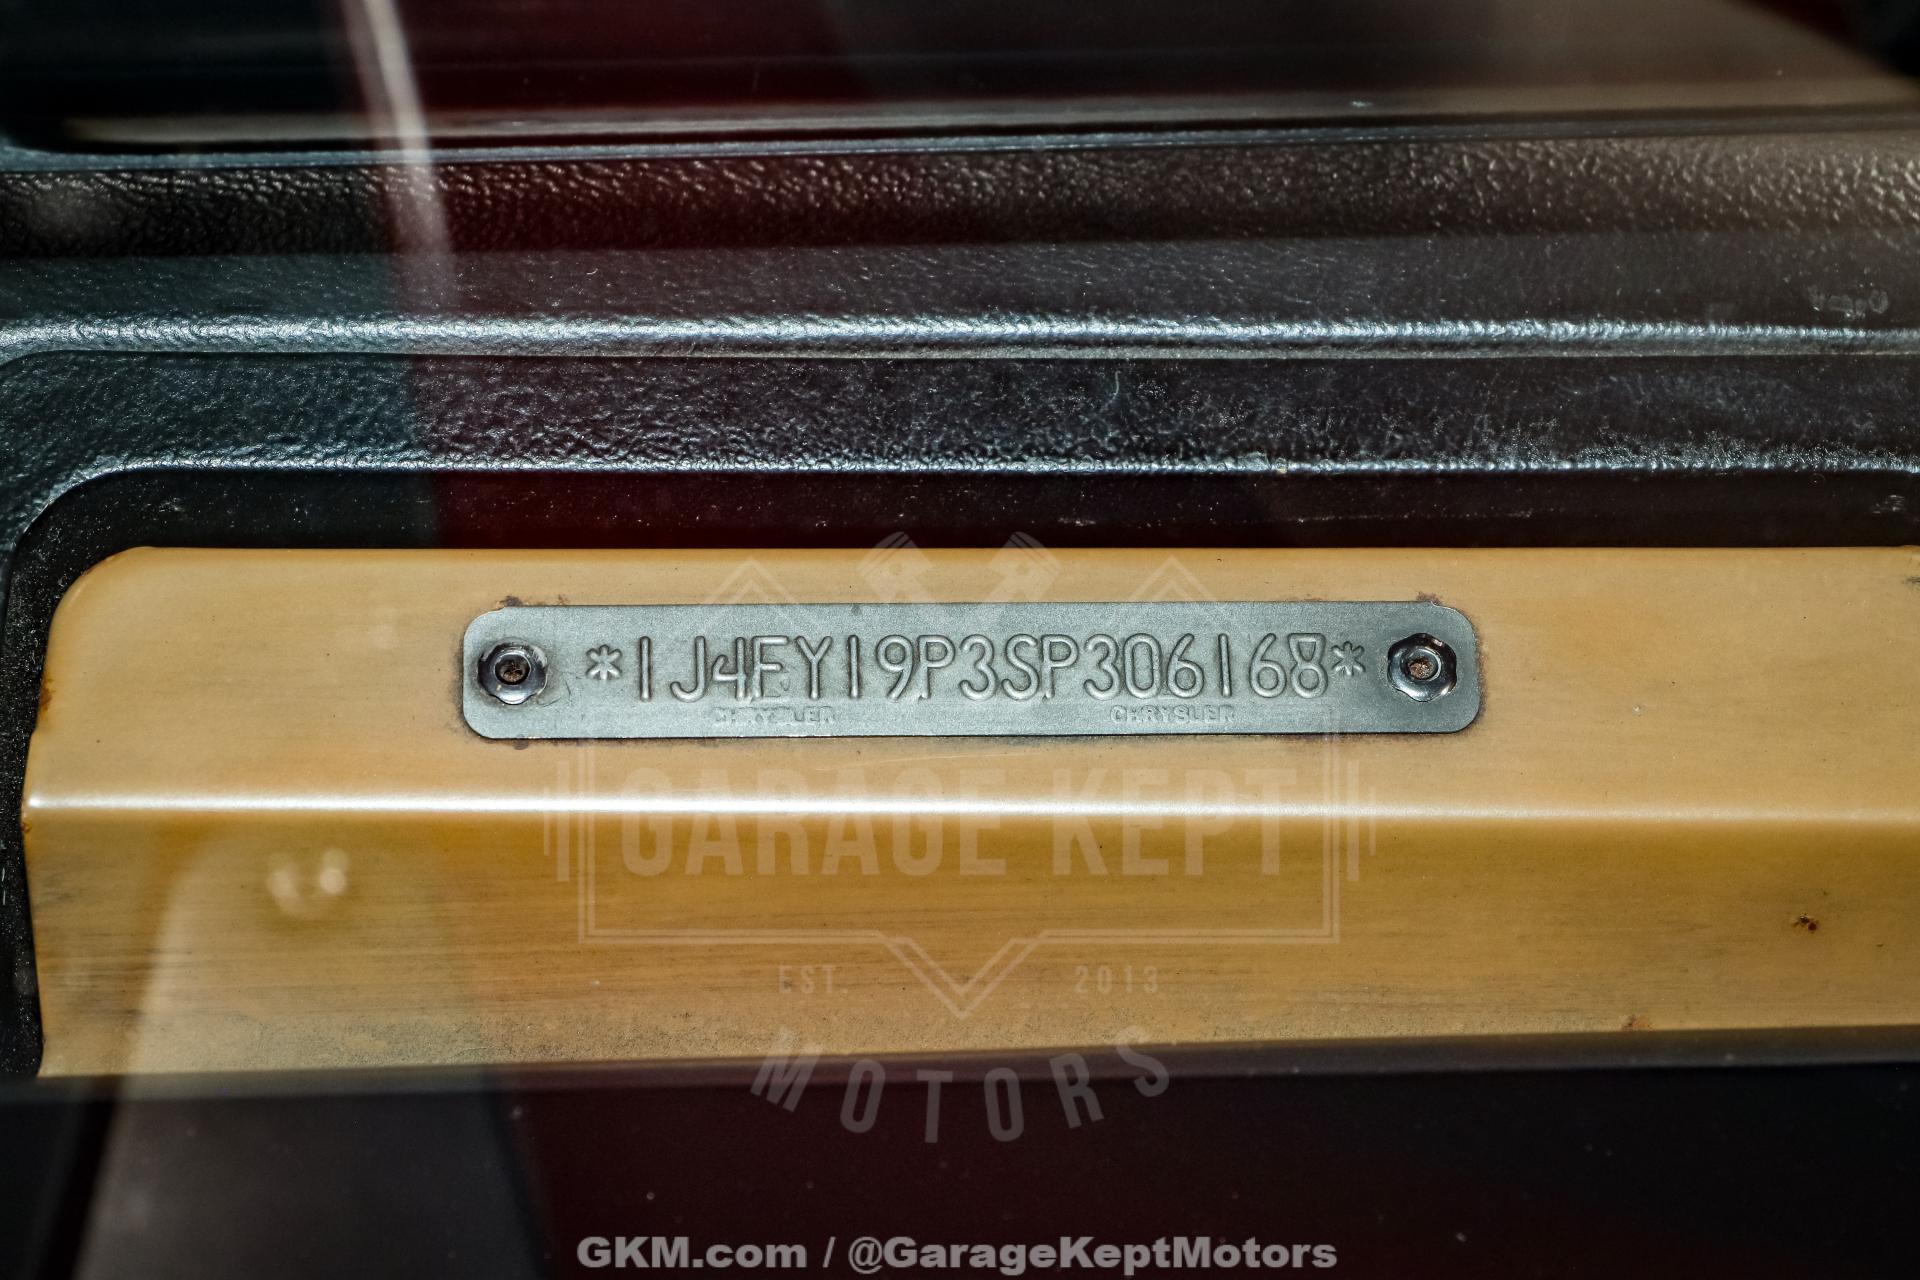 *1J4FY19P3SP306168*
CHRYSLER CHRYSLER
GARAGE KEPT
EST. 2013
MOTORS
GKM.com / @GarageKeptMotors